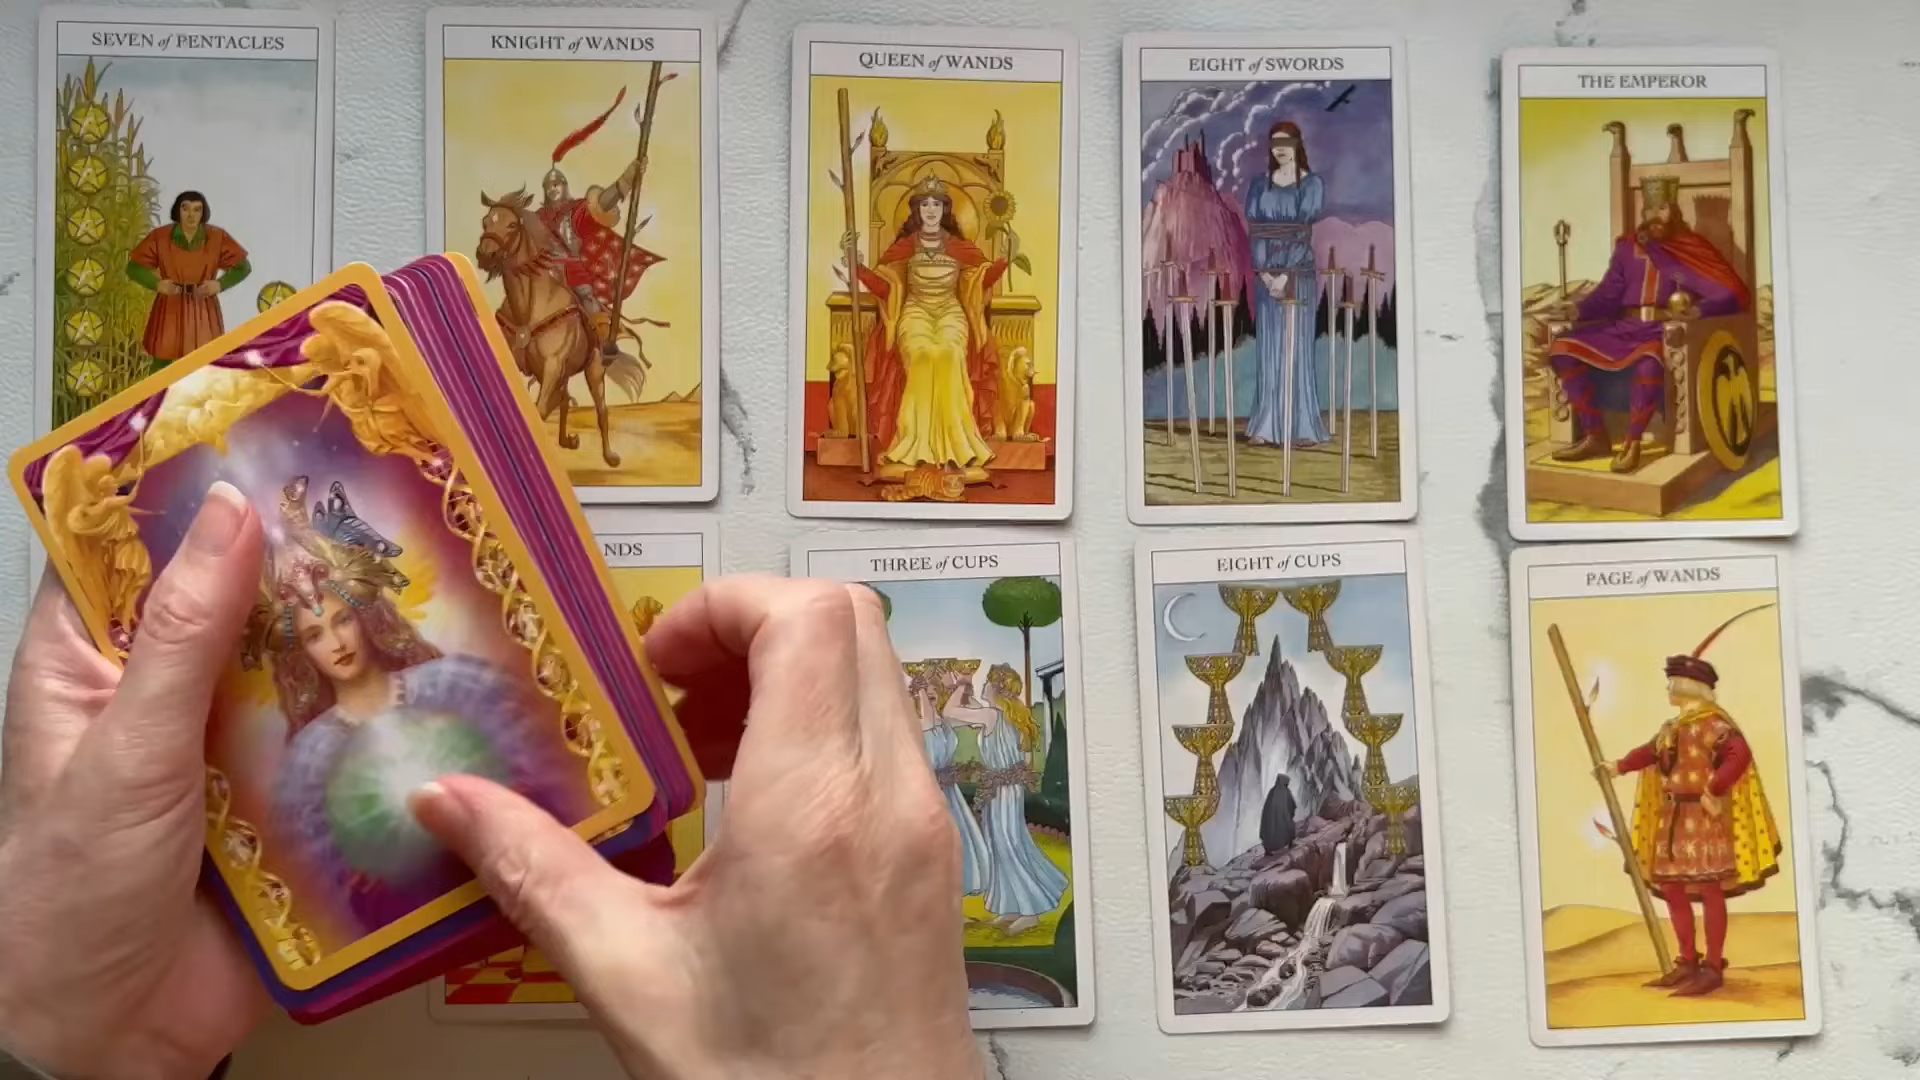 SEVEN of PENTACLES
KNIGHT of WANDS
QUEEN of WANDS
EIGHT of SWORDS
THE EMPEROR
NDS
THREE of CUPS
EIGHT of CUPS
PAGE of WANDS